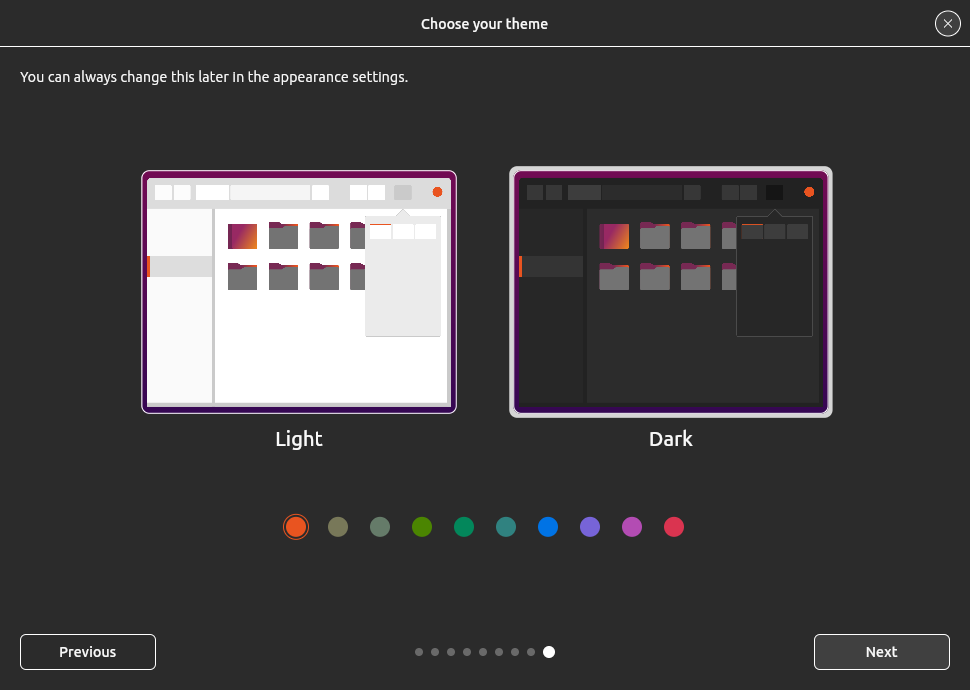 Choose your theme
You can always change this later in the appearance settings.
Light
Dark
Previous
Next